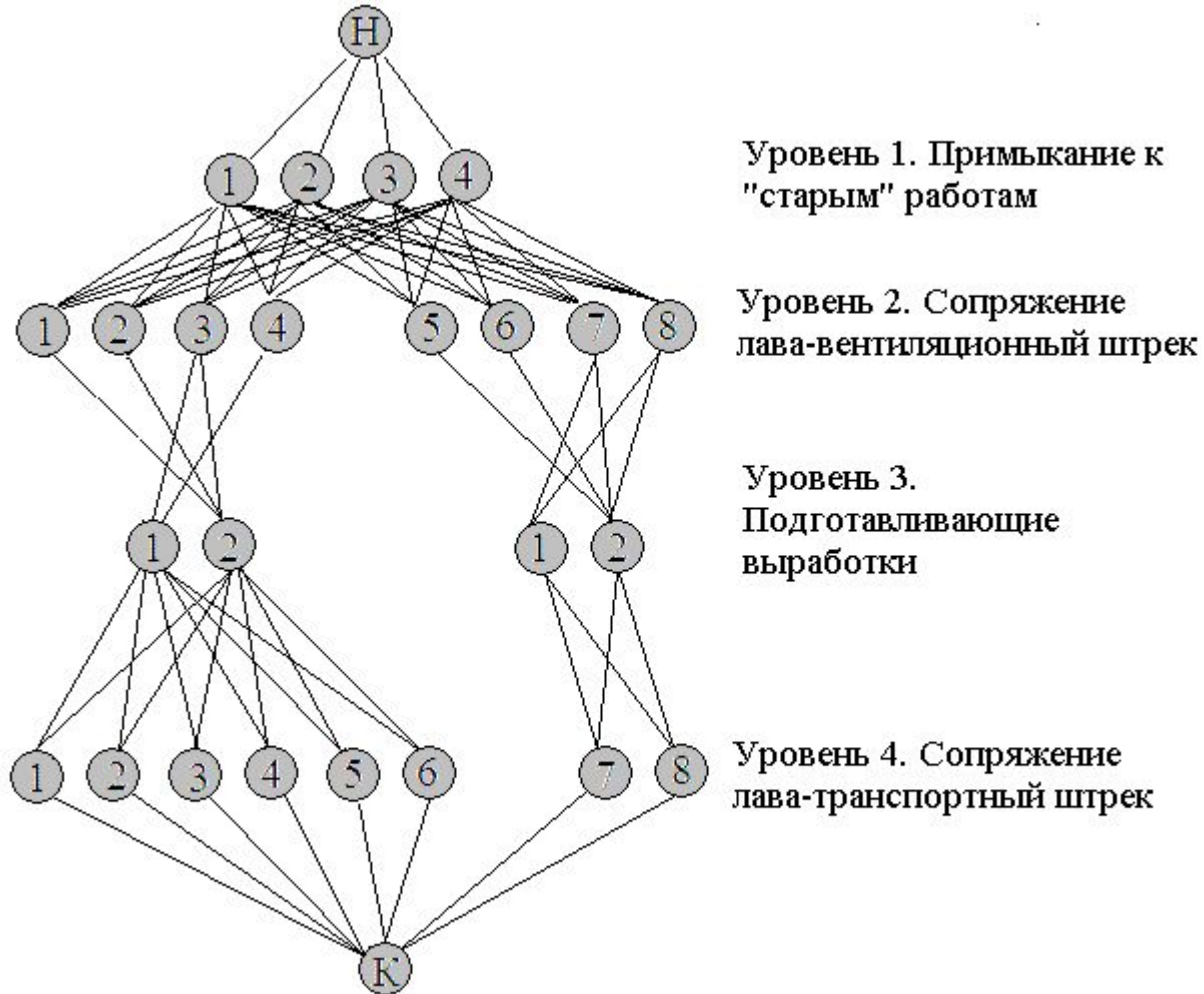 Н
1 2 3 4
Уровень 1. Примыкание к
"старым" работам
1 2 3 4 5 6 7 8
Уровень 2. Сопряжение
лава-вентиляционный штрек
1 2 1 2
Уровень 3.
Подготавливающие
выработки
1 2 3 4 5 6 7 8
Уровень 4. Сопряжение
лава-транспортный штрек
К